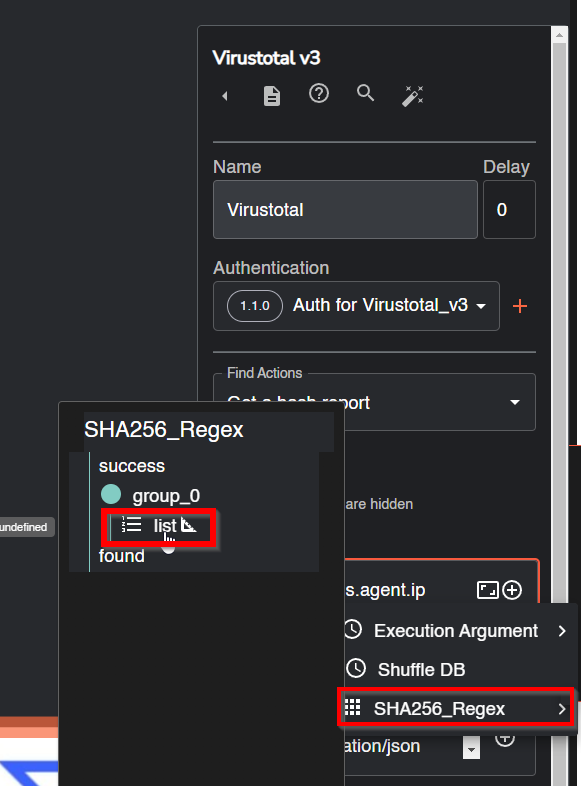 Virustotal v3
Name
Delay
Virustotal
0
Authentication
1.1.0
Auth for Virustotal_v3
Find Actions
Get a hash report
SHA256_Regex
success
group_0
list
found
undefined
are hidden
s.agent.ip
Execution Argument
Shuffle DB
SHA256_Regex
ation/json